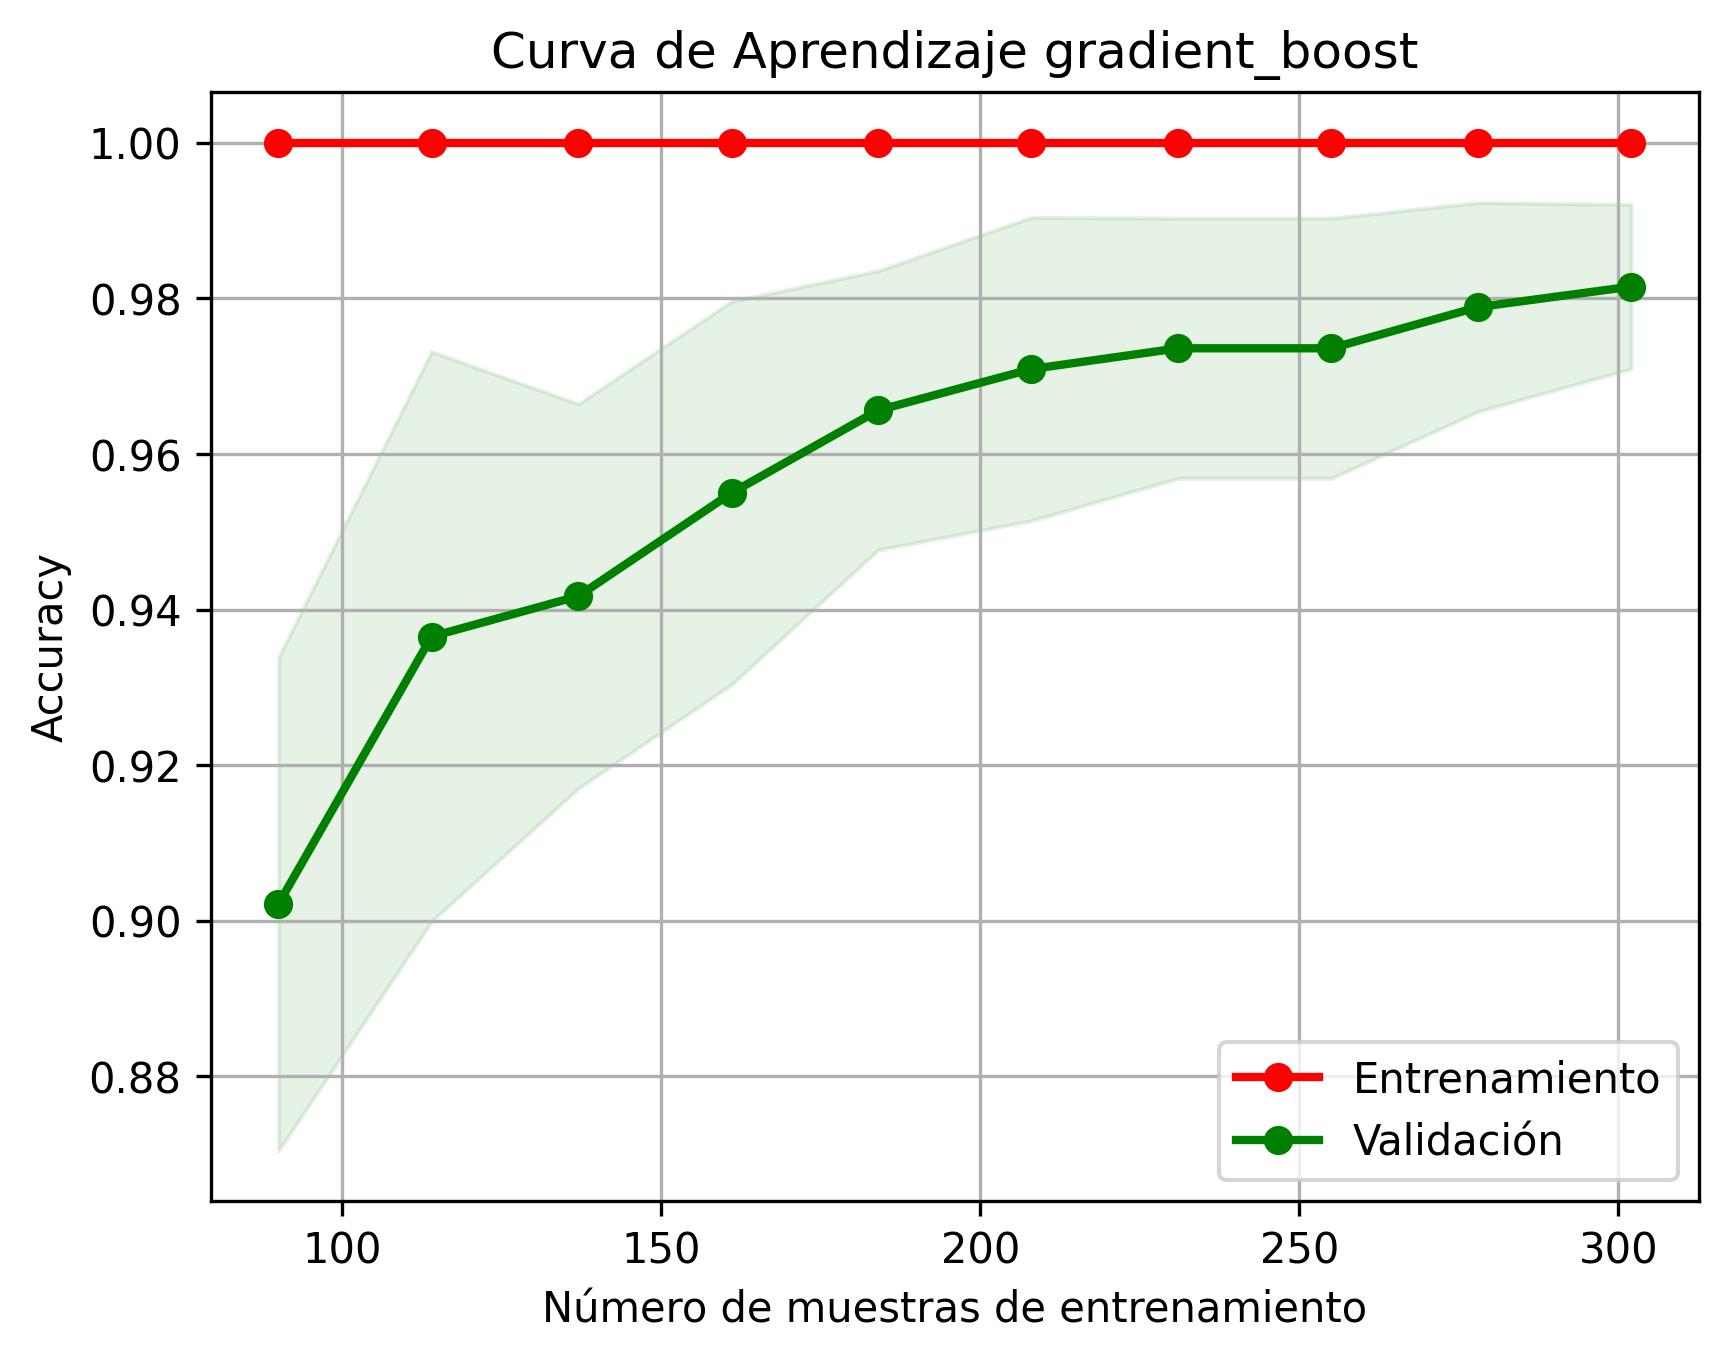 Curva de Aprendizaje gradient_boost
1.00
0.98
0.96
0.94
0.92
0.90
0.88
Accuracy
Entrenamiento
Validación
100 150 200 250 300
Número de muestras de entrenamiento